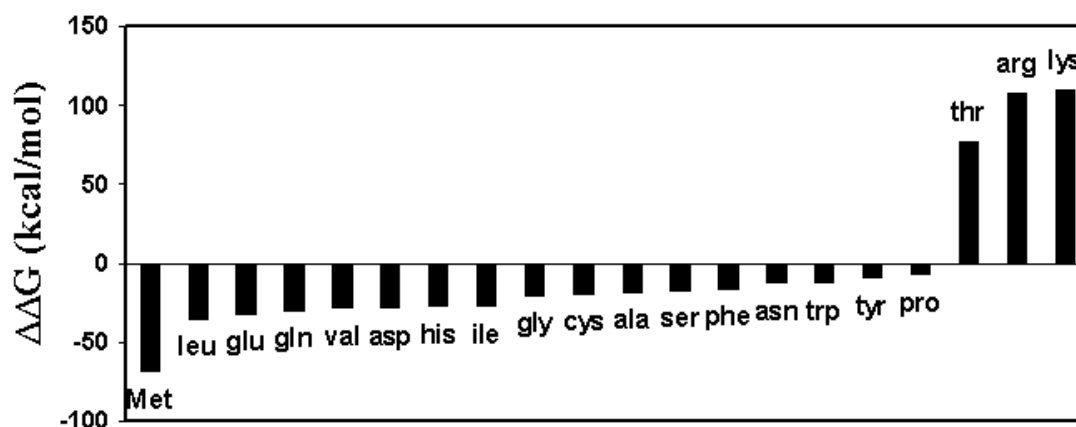 ΔΔG (kcal/mol)
150
100
50
0
-50
-100
Met
leu
glu
gln
val
asp
his
ile
gly
cys
ala
ser
phe
asn
trp
tyr
pro
thr
arg
lys